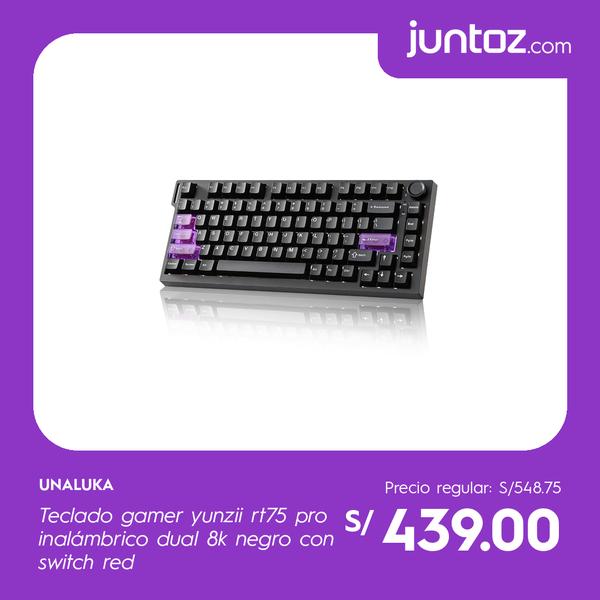 juntoz.com
UNALUKA
Teclado gamer yunzii rt75 pro
inalámbrico dual 8k negro con
switch red
Precio regular: S/548.75
S/ 439.00